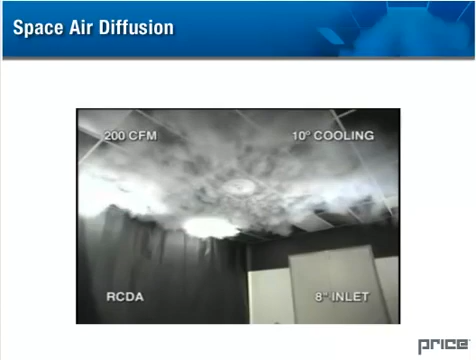 Space Air Diffusion
200 CFM
10° COOLING
RCDA
8" INLET
price